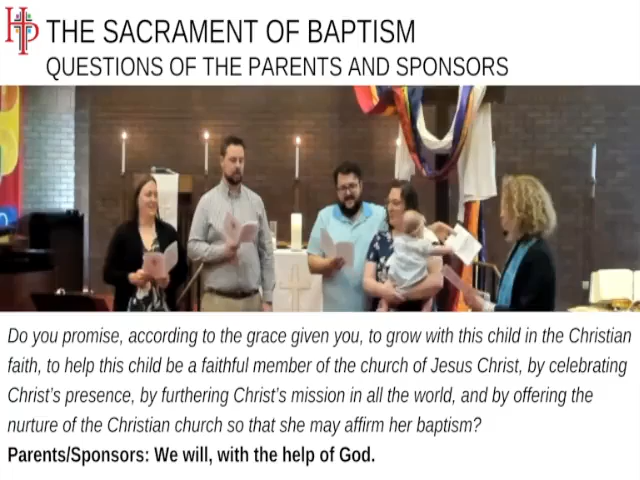 HP
THE SACRAMENT OF BAPTISM
QUESTIONS OF THE PARENTS AND SPONSORS
Do you promise, according to the grace given you, to grow with this child in the Christian
faith, to help this child be a faithful member of the church of Jesus Christ, by celebrating
Christ's presence, by furthering Christ's mission in all the world, and by offering the
nurture of the Christian church so that she may affirm her baptism?
Parents/Sponsors: We will, with the help of God.